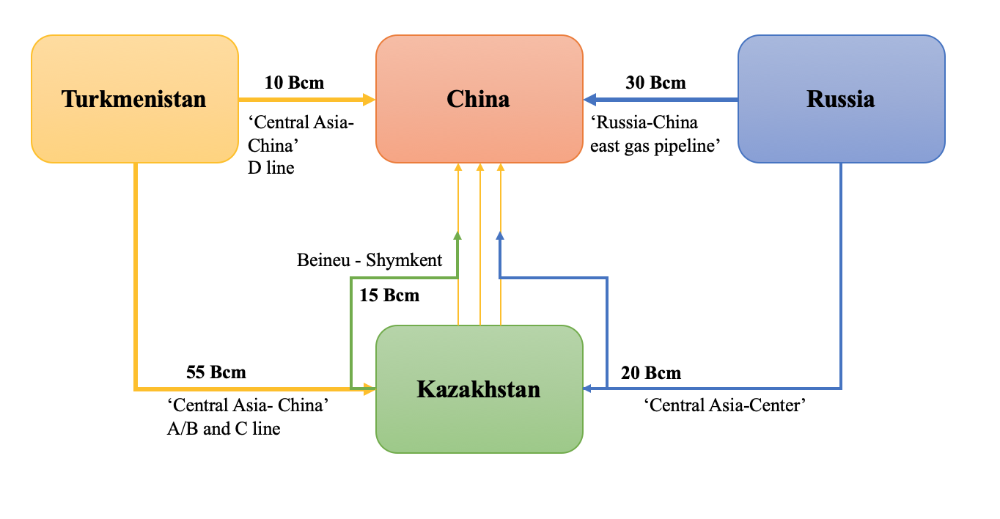 Turkmenistan
10 Bcm
‘Central Asia-
China’
D line
China
30 Bcm
‘Russia-China
east gas pipeline’
Russia
Beineu - Shymkent
15 Bcm
55 Bcm
‘Central Asia- China’
A/B and C line
Kazakhstan
20 Bcm
‘Central Asia-Center’